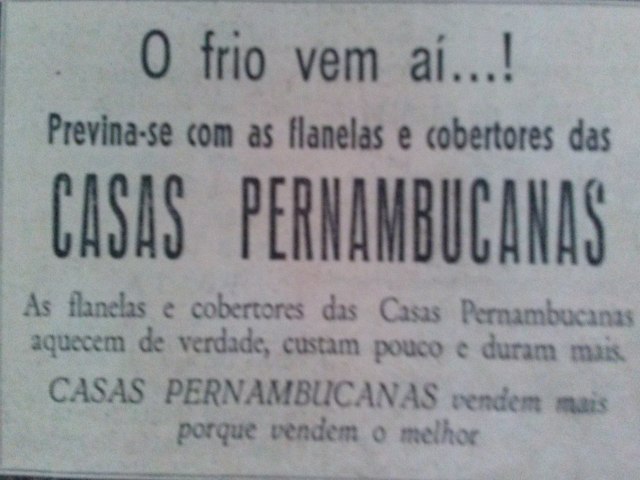 O frio vem aí...!
Previna-se com as flanelas e cobertores das
CASAS PERNAMBUCANAS
As flanelas e cobertores das Casas Pernambucanas
aquecem de verdade, custam pouco e duram mais.
CASAS PERNAMBUCANAS vendem mais
porque vendem o melhor